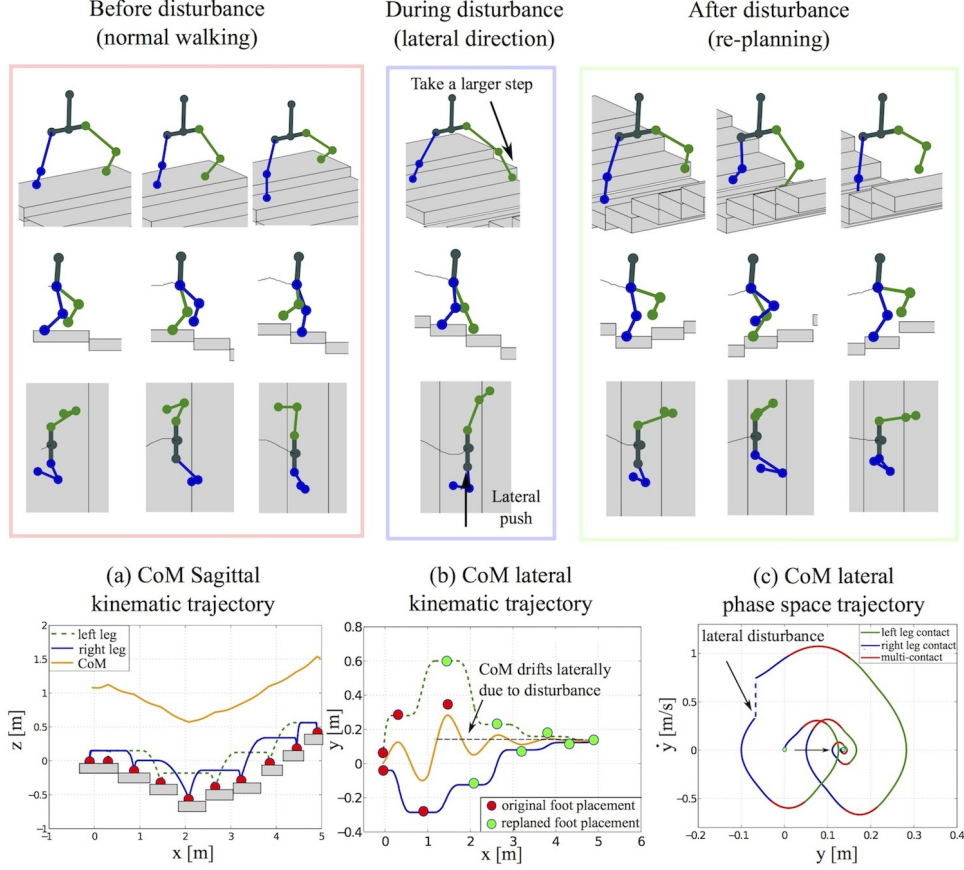 Before disturbance
(normal walking)
During disturbance
(lateral direction)
After disturbance
(re-planning)
Take a larger step
Lateral
push
(a) CoM Sagittal
kinematic trajectory
left leg
right leg
CoM
2
1.5
1
0.5
0
-0.5
-1
z [m]
0
1
2
3
4
5
x [m]
(b) CoM lateral
kinematic trajectory
CoM drifts laterally
due to disturbance
original foot placement
replaned foot placement
0.8
0.6
0.4
0.2
0
-0.2
-0.4
y [m]
0
1
2
3
4
5
6
x [m]
(c) CoM lateral
phase space trajectory
lateral disturbance
left leg contact
right leg contact
multi-contact
1
0.5
0
-0.5
ẏ [m/s]
-0.2
-0.1
0
0.1
0.2
0.3
0.4
y [m]